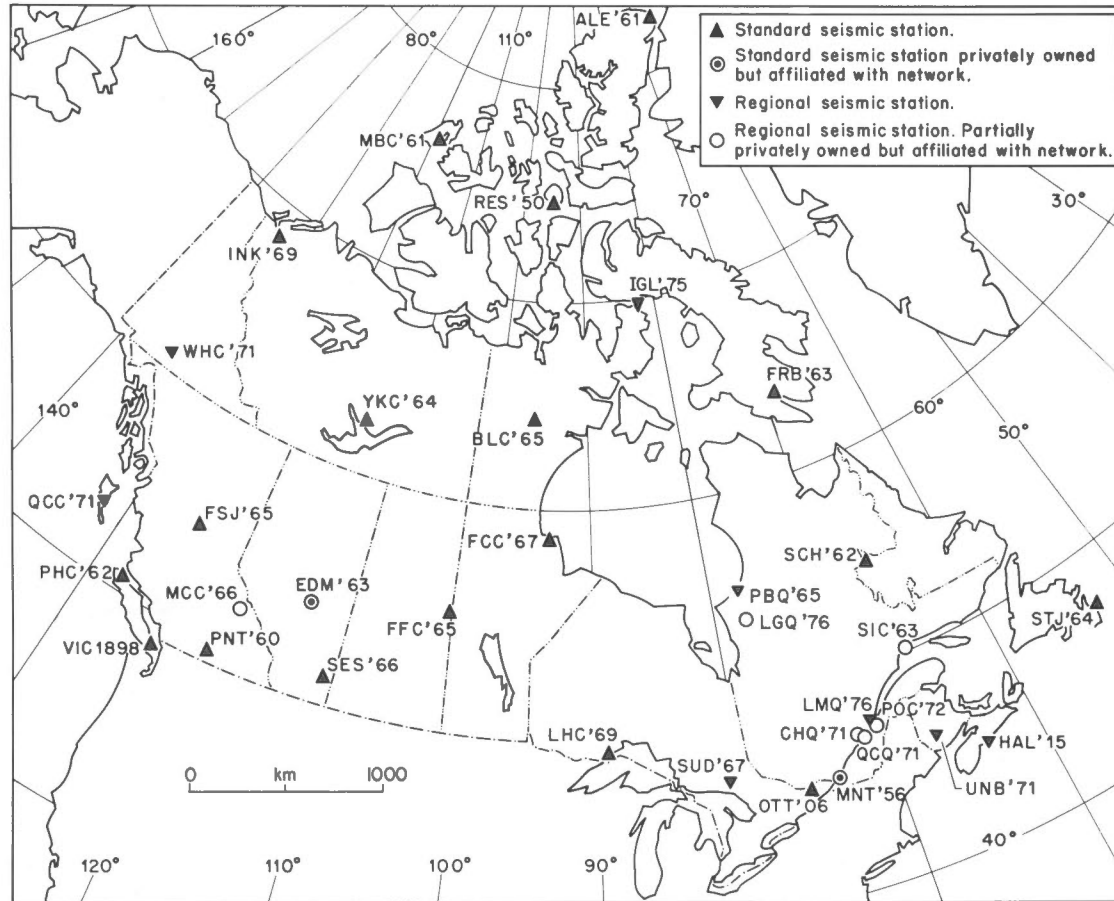 ALE'61
160°
80°
110°
▲ Standard seismic station.
Standard seismic station privately owned
but affiliated with network.
▼ Regional seismic station.
○ Regional seismic station. Partially
privately owned but affiliated with network.
MBC'61
RES'50
70°
30°
INK'69
IGL'75
WHC'71
FRB'63
140°
YKC'64
BLC'65
60°
50°
QCC'71
FSJ'65
FCC'67
SCH'62
PHC'62
MCC'66
EDM'63
PBQ'65
FFC'65
LGQ'76
STJ'64
SIC'63
VIC1898
PNT'60
SES'66
LMQ'76
POC'72
CHQ'71
QCQ'71
HAL'15
LHC'69
SUD'67
UNB'71
0 km 1000
OTT'06
MNT'56
40°
120°
110°
100°
90°